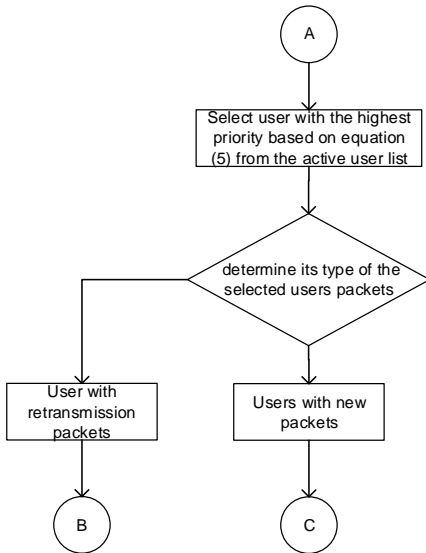 A
Select user with the highest
priority based on equation
(5) from the active user list
determine its type of the
selected users packets
User with
retransmission
packets
Users with new
packets
B
C